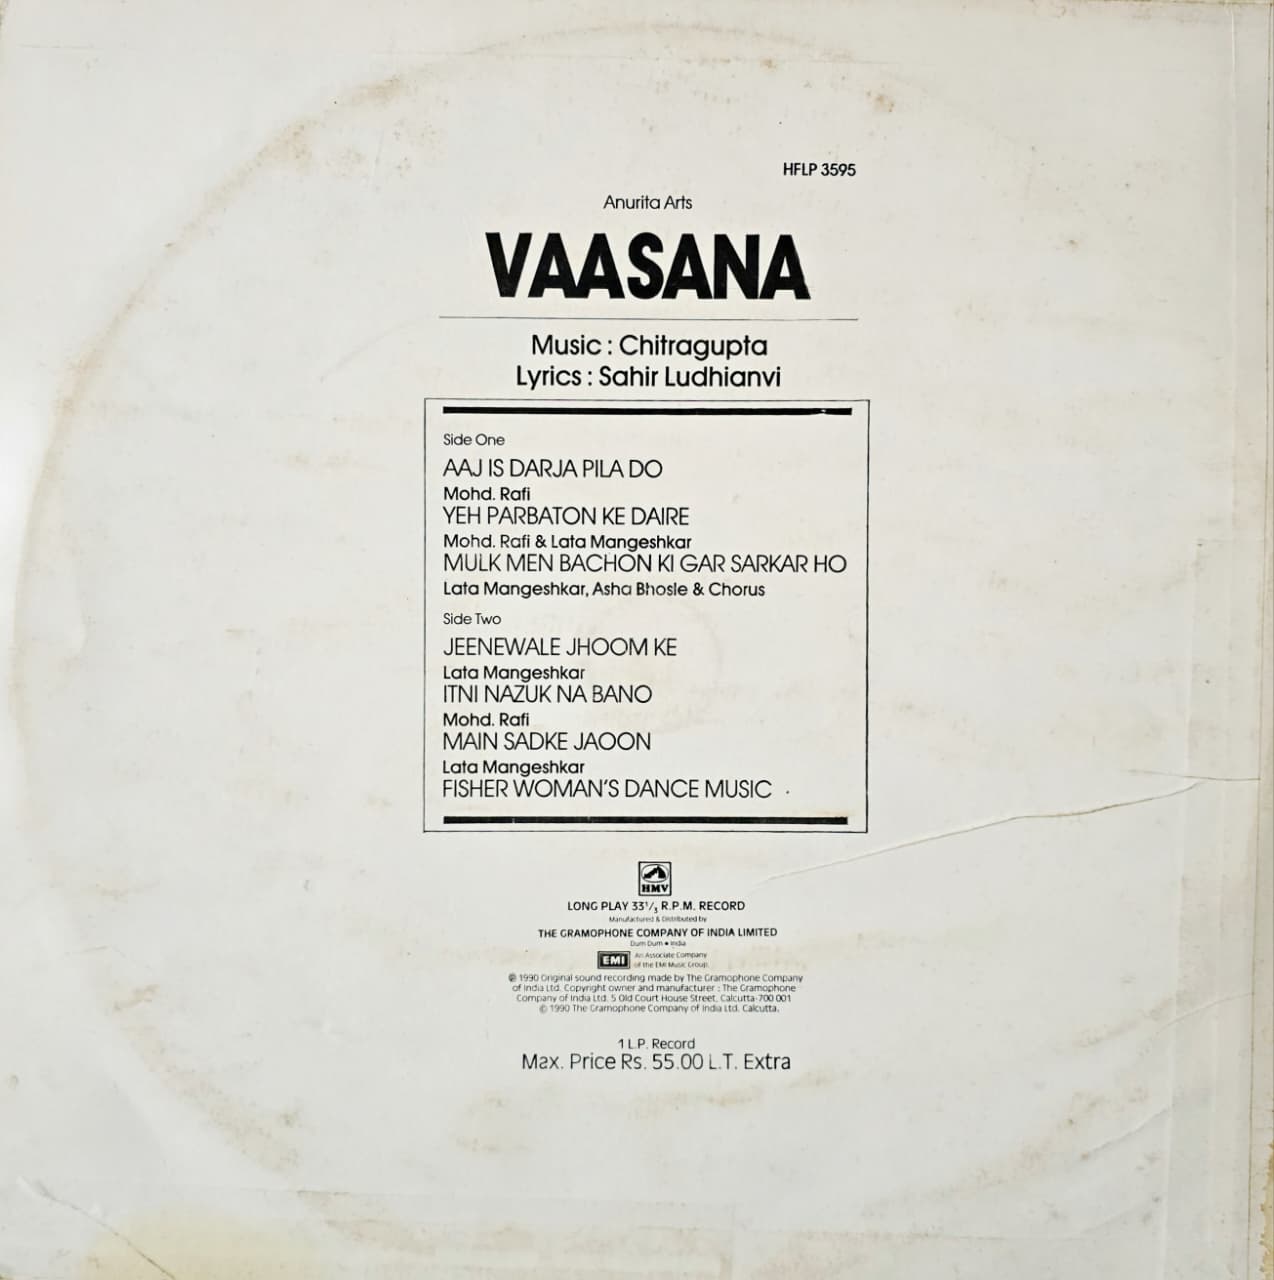 HFLP 3595
Anurita Arts
VAASANA
Music : Chitragupta
Lyrics : Sahir Ludhianvi
Side One
AAJ IS DARJA PILA DO
Mohd. Rafi
YEH PARBATON KE DAIRE
Mohd. Rafi & Lata Mangeshkar
MULK MEN BACHON KI GAR SARKAR HO
Lata Mangeshkar, Asha Bhosle & Chorus
Side Two
JEENEWALE JHOOM KE
Lata Mangeshkar
ITNI NAZUK NA BANO
Mohd. Rafi
MAIN SADKE JAOON
Lata Mangeshkar
FISHER WOMAN'S DANCE MUSIC
HMV
LONG PLAY 33⅓ R.P.M. RECORD
Manufactured & Distributed by
THE GRAMOPHONE COMPANY OF INDIA LIMITED
Dum Dum • India
EMI An Associate Company
of the EMI Music Group.
℗ 1990 Original sound recording made by The Gramophone Company
of India Ltd. Copyright owner and manufacturer : The Gramophone
Company of India Ltd. 5 Old Court House Street, Calcutta-700 001
© 1990 The Gramophone Company of India Ltd. Calcutta.
1 L.P. Record
Max. Price Rs. 55.00 L.T. Extra